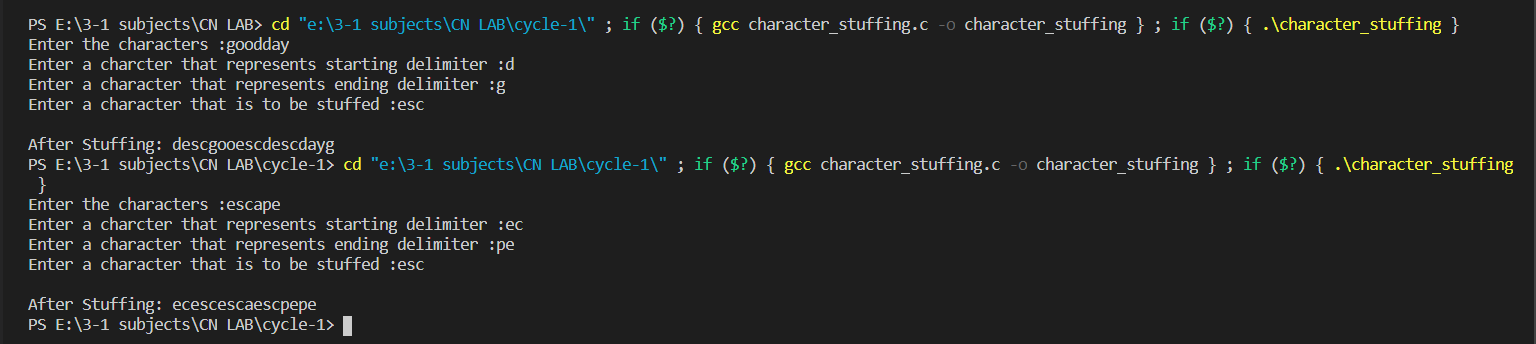 PS E:\3-1 subjects\CN LAB> cd "e:\3-1 subjects\CN LAB\cycle-1\" ; if ($?) { gcc character_stuffing.c -o character_stuffing } ; if ($?) { .\character_stuffing }
Enter the characters :goodday
Enter a charcter that represents starting delimiter :d
Enter a character that represents ending delimiter :g
Enter a character that is to be stuffed :esc
After Stuffing: descgooescdescdayg
PS E:\3-1 subjects\CN LAB\cycle-1> cd "e:\3-1 subjects\CN LAB\cycle-1\" ; if ($?) { gcc character_stuffing.c -o character_stuffing } ; if ($?) { .\character_stuffing
}
Enter the characters :escape
Enter a charcter that represents starting delimiter :ec
Enter a character that represents ending delimiter :pe
Enter a character that is to be stuffed :esc
After Stuffing: ecescescaescpepe
PS E:\3-1 subjects\CN LAB\cycle-1>